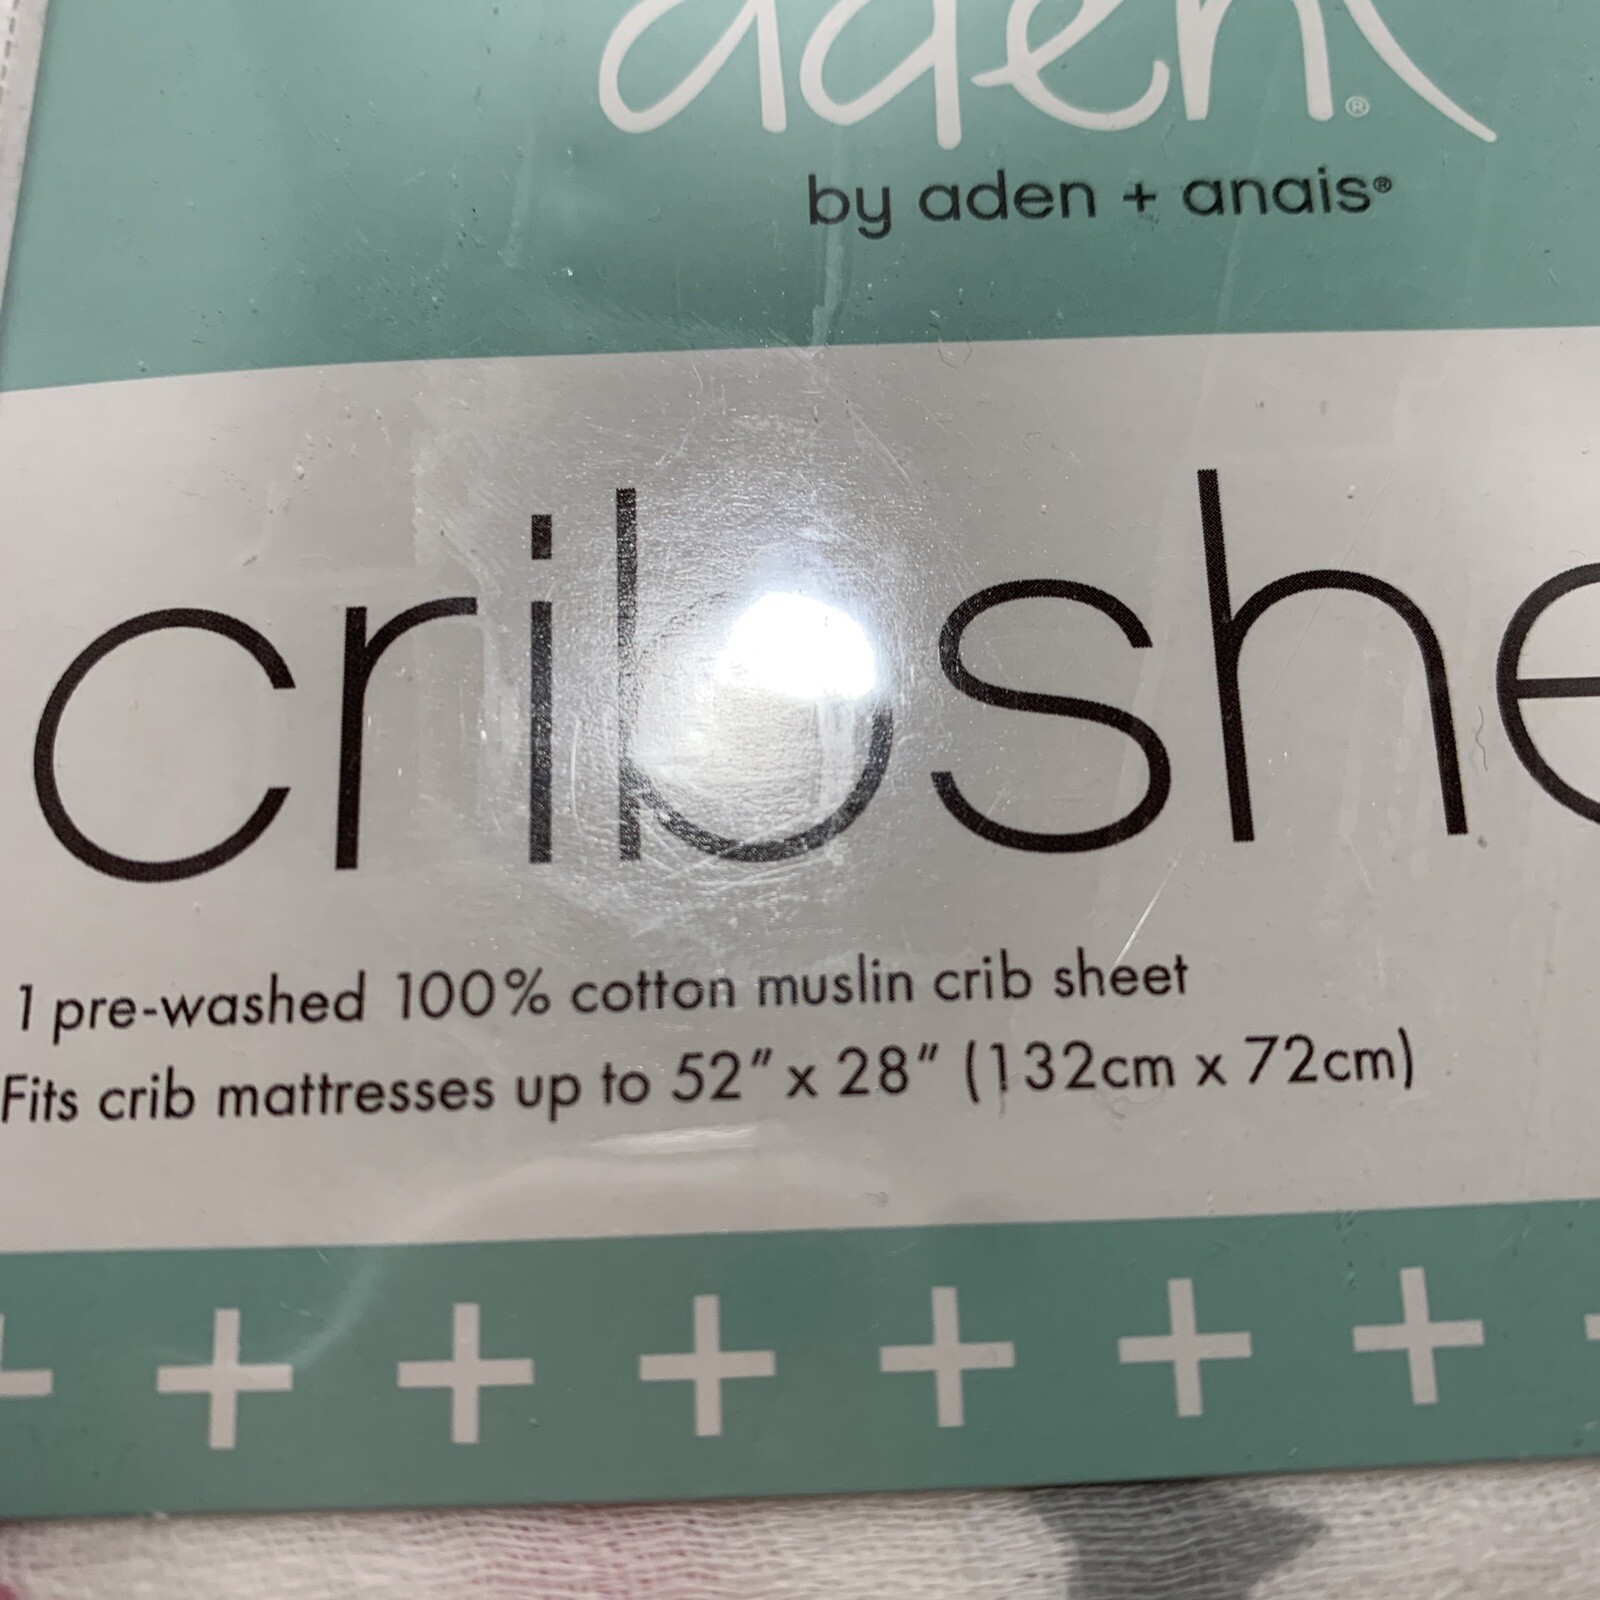 aden®
by aden + anais®
cribshe
1 pre-washed 100% cotton muslin crib sheet
Fits crib mattresses up to 52" x 28" (132cm x 72cm)